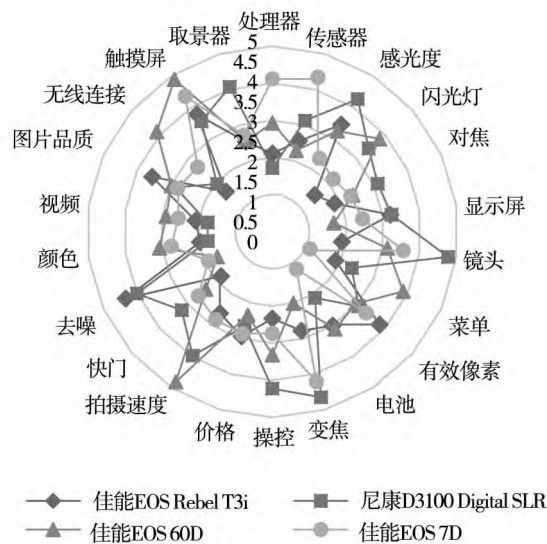 处理器
取景器
传感器
触摸屏
感光度
无线连接
闪光灯
图片品质
对焦
视频
显示屏
颜色
镜头
去噪
菜单
快门
有效像素
拍摄速度
电池
价格
操控
变焦
5
4.5
4
3.5
3
2.5
2
1.5
1
0.5
0
佳能EOS Rebel T3i
尼康D3100 Digital SLR
佳能EOS 60D
佳能EOS 7D